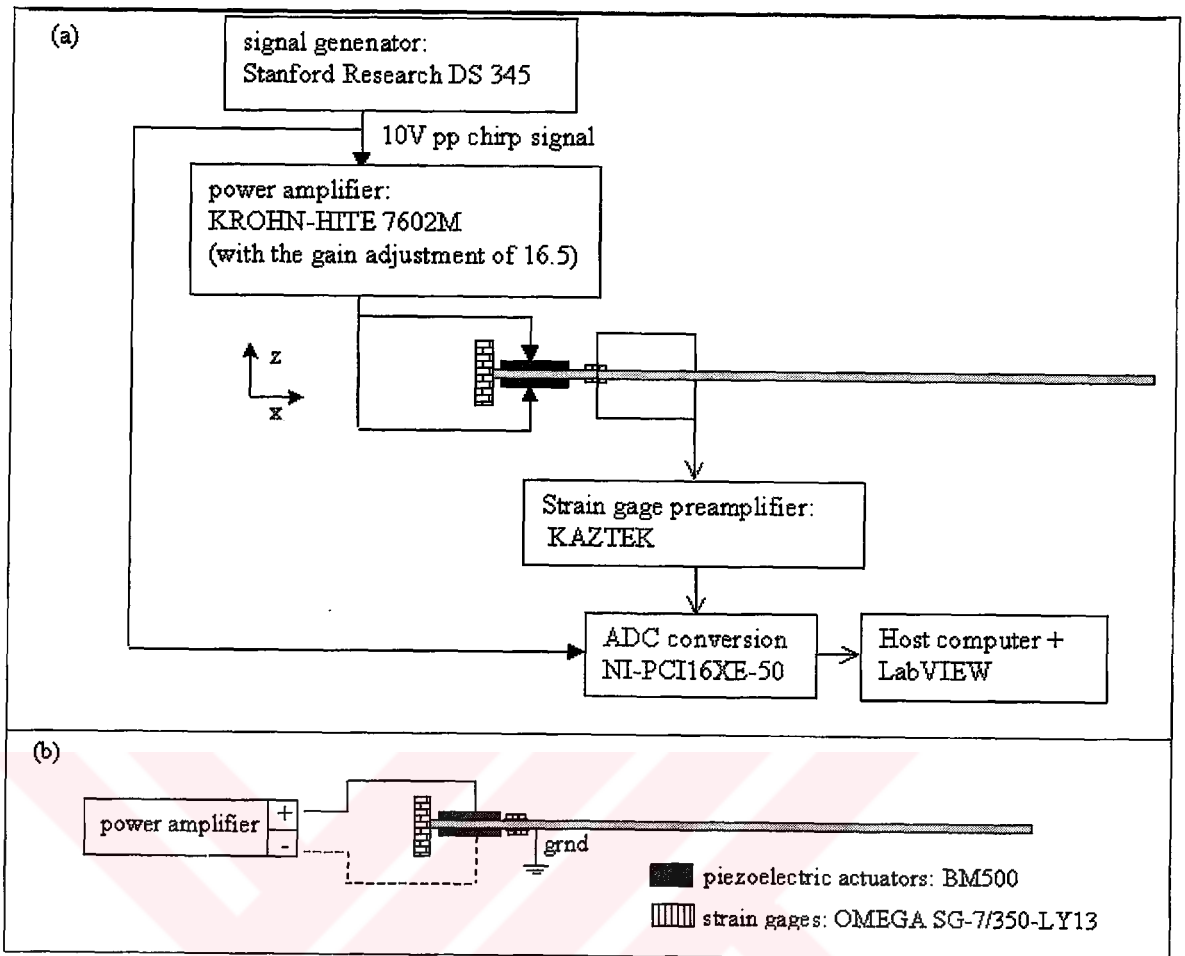 (a)
signal genenator:
Stanford Research DS 345
10V pp chirp signal
power amplifier:
KROHN-HITE 7602M
(with the gain adjustment of 16.5)
z
x
Strain gage preamplifier:
KAZTEK
ADC conversion
NI-PCI16XE-50
Host computer +
LabVIEW
(b)
power amplifier
+
-
grnd
piezoelectric actuators: BM500
strain gages: OMEGA SG-7/350-LY13